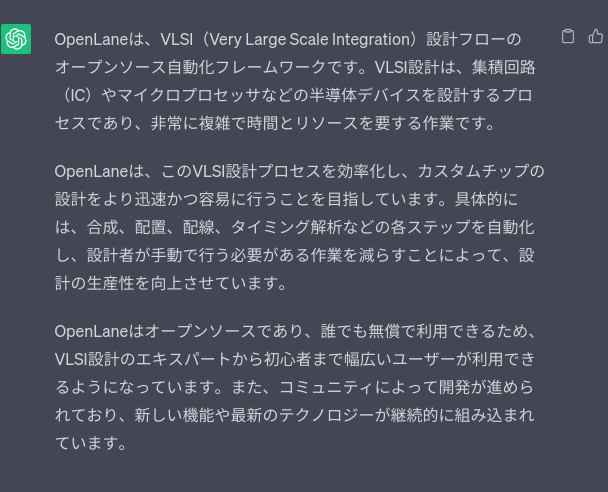 OpenLaneは、VLSI（Very Large Scale Integration）設計フローの
オープンソース自動化フレームワークです。VLSI設計は、集積回路
（IC）やマイクロプロセッサなどの半導体デバイスを設計するプロ
セスであり、非常に複雑で時間とリソースを要する作業です。
OpenLaneは、このVLSI設計プロセスを効率化し、カスタムチップの
設計をより迅速かつ容易に行うことを目指しています。具体的に
は、合成、配置、配線、タイミング解析などの各ステップを自動化
し、設計者が手動で行う必要がある作業を減らすことによって、設
計の生産性を向上させています。
OpenLaneはオープンソースであり、誰でも無償で利用できるため、
VLSI設計のエキスパートから初心者まで幅広いユーザーが利用でき
るようになっています。また、コミュニティによって開発が進めら
れており、新しい機能や最新のテクノロジーが継続的に組み込まれ
ています。